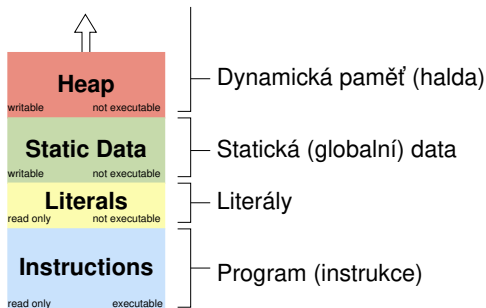 Heap
writable not executable
Dynamická paměť (halda)
Static Data
writable not executable
Statická (globalní) data
Literals
read only not executable
Literály
Instructions
read only executable
Program (instrukce)